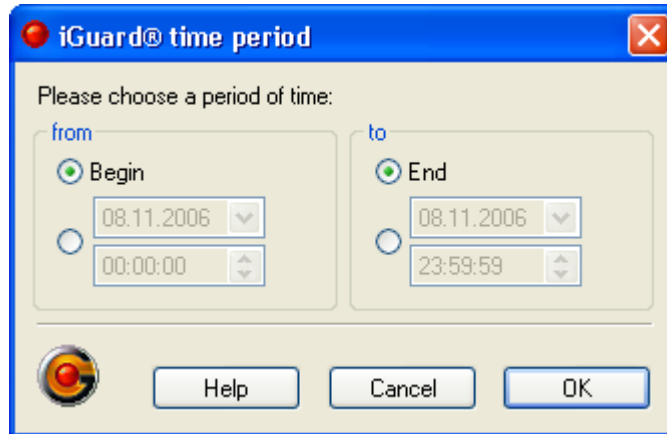 iGuard® time period
Please choose a period of time:
from
Begin
08.11.2006
00:00:00
to
End
08.11.2006
23:59:59
Help Cancel OK